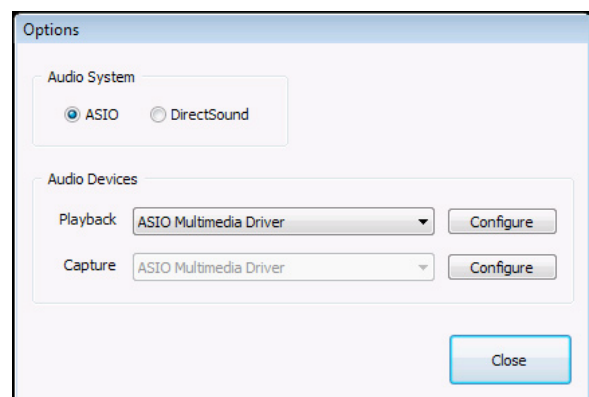 Options
Audio System
ASIO DirectSound
Audio Devices
Playback ASIO Multimedia Driver Configure
Capture ASIO Multimedia Driver Configure
Close